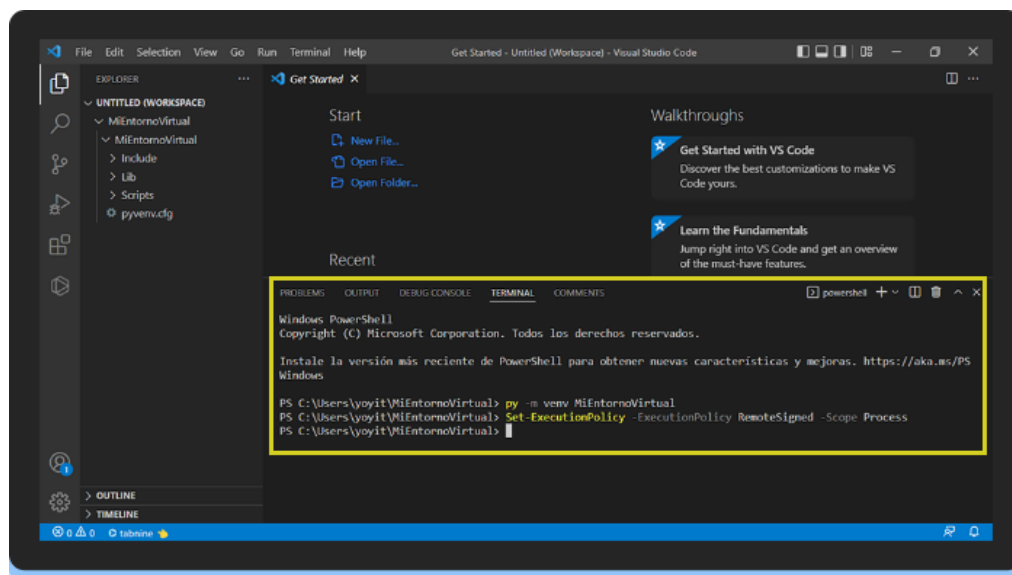 File Edit Selection View Go Run Terminal Help Get Started - Untitled (Workspace) - Visual Studio Code
EXPLORER
Get Started
UNTITLED (WORKSPACE)
MiEntornoVirtual
MiEntornoVirtual
Include
Lib
Scripts
pyvenv.cfg
OUTLINE
TIMELINE
Start
New File...
Open File...
Open Folder...
Recent
Walkthroughs
Get Started with VS Code
Discover the best customizations to make VS
Code yours.
Learn the Fundamentals
Jump right into VS Code and get an overview
of the must-have features.
PROBLEMS OUTPUT DEBUG CONSOLE TERMINAL COMMENTS powershell
Windows PowerShell
Copyright (C) Microsoft Corporation. Todos los derechos reservados.
Instale la versión más reciente de PowerShell para obtener nuevas características y mejoras. https://aka.ms/PS
Windows
PS C:\Users\yoyit\MiEntornoVirtual> py -m venv MiEntornoVirtual
PS C:\Users\yoyit\MiEntornoVirtual> Set-ExecutionPolicy -ExecutionPolicy RemoteSigned -Scope Process
PS C:\Users\yoyit\MiEntornoVirtual>
1
0 0 tabnine